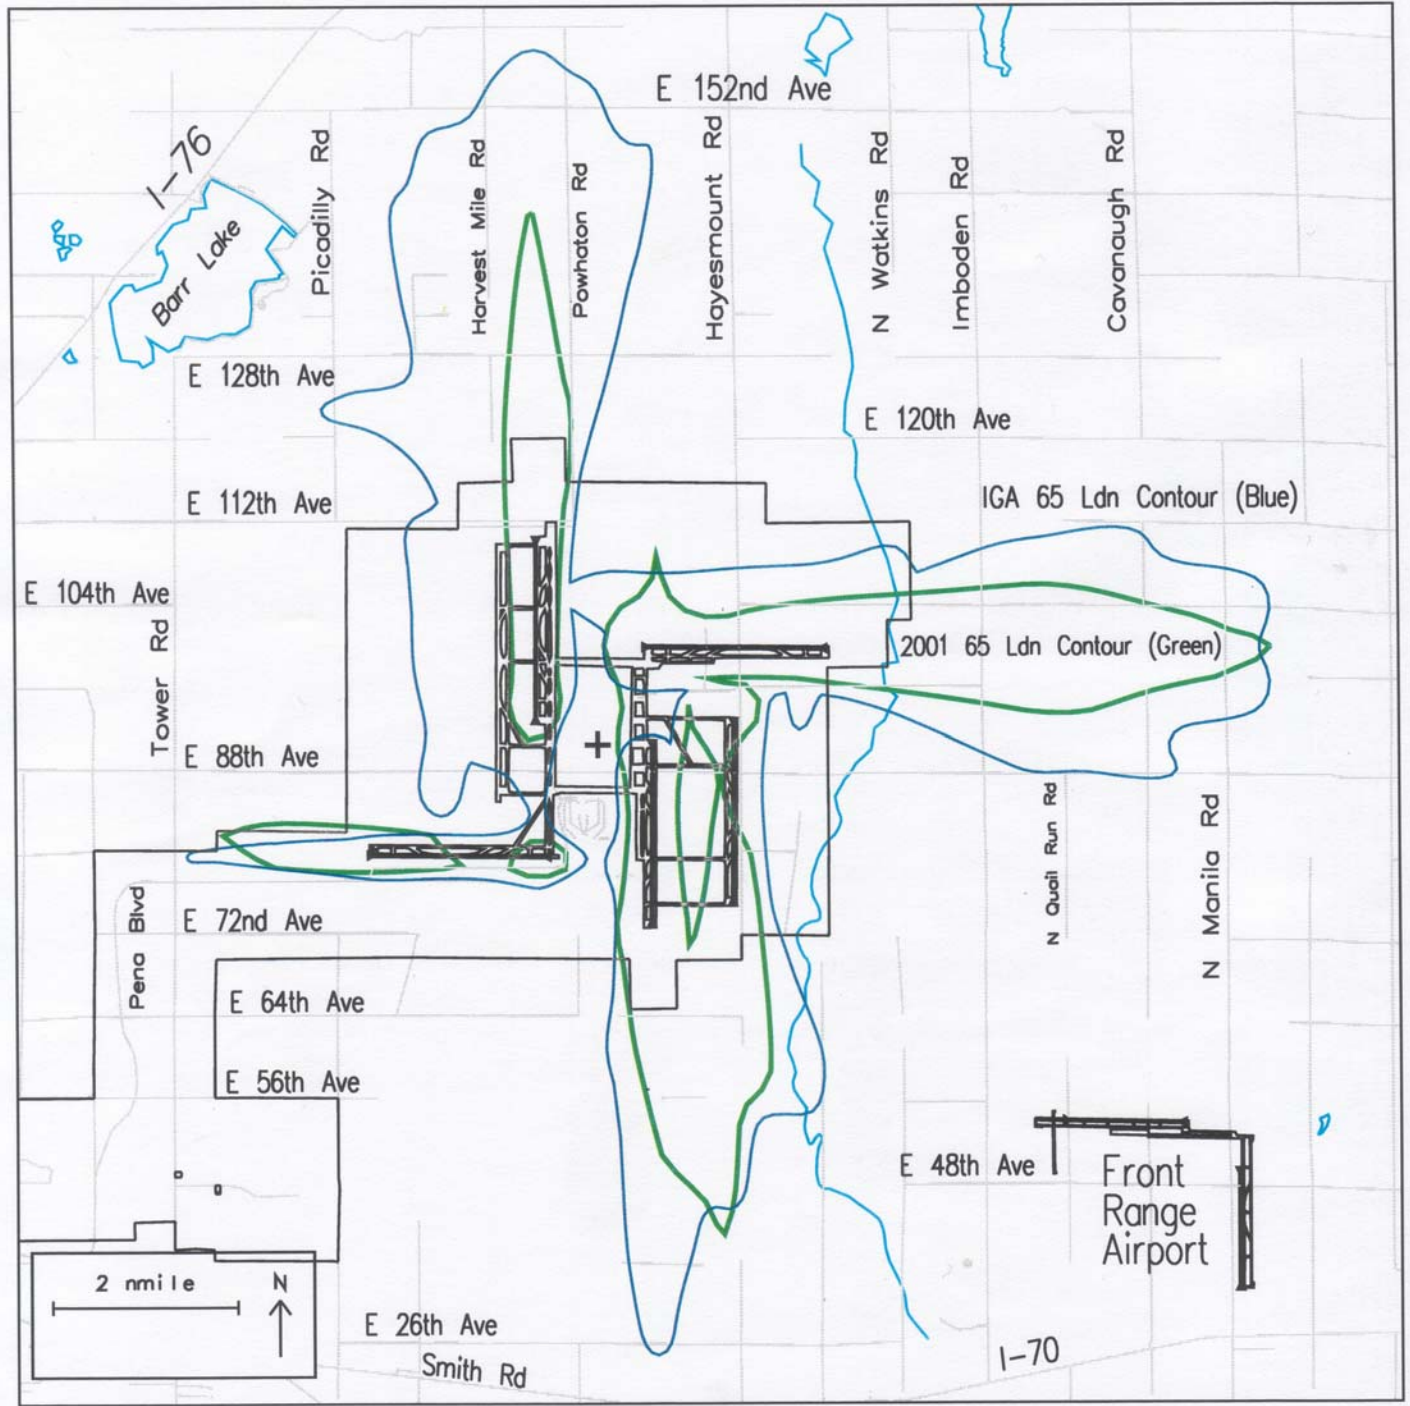 E 152nd Ave
I-76
Picadilly Rd
Harvest Mile Rd
Powhaton Rd
Hayesmount Rd
N Watkins Rd
Imboden Rd
Cavanaugh Rd
Barr Lake
E 128th Ave
E 120th Ave
E 112th Ave
IGA 65 Ldn Contour (Blue)
E 104th Ave
Tower Rd
2001 65 Ldn Contour (Green)
E 88th Ave
N Quail Run Rd
N Manila Rd
Pena Blvd
E 72nd Ave
E 64th Ave
E 56th Ave
E 48th Ave
Front
Range
Airport
2 nmile
N
E 26th Ave
Smith Rd
I-70